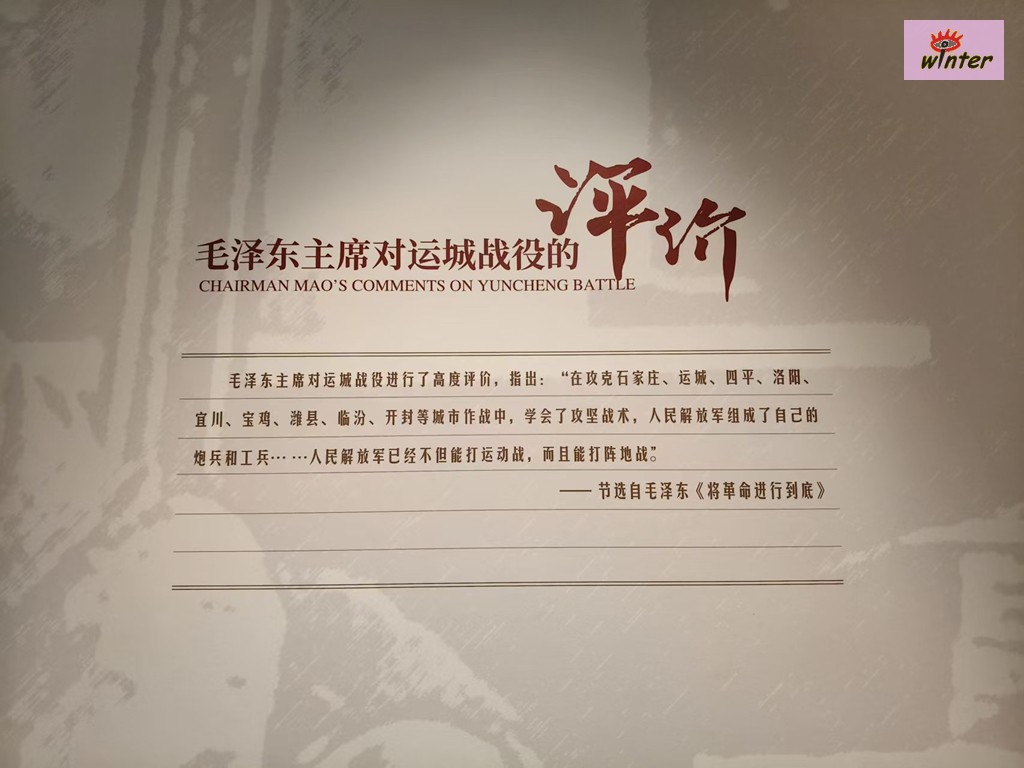 winter
毛泽东主席对运城战役的评价
CHAIRMAN MAO'S COMMENTS ON YUNCHENG BATTLE
毛泽东主席对运城战役进行了高度评价，指出：“在攻克石家庄、运城、四平、洛阳、
宜川、宝鸡、潍县、临汾、开封等城市作战中，学会了攻坚战术，人民解放军组成了自己的
炮兵和工兵… …人民解放军已经不但能打运动战，而且能打阵地战”。
—— 节选自毛泽东《将革命进行到底》